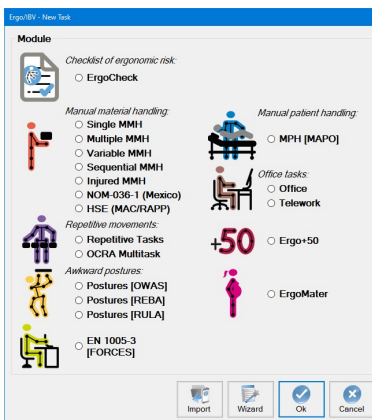 Ergo/IBV - New Task
Module
Checklist of ergonomic risk:
ErgoCheck
Manual material handling:
Single MMH
Multiple MMH
Variable MMH
Sequential MMH
Injured MMH
NOM-036-1 (Mexico)
HSE (MAC/RAPP)
Repetitive movements:
Repetitive Tasks
OCRA Multitask
Awkward postures:
Postures [OWAS]
Postures [REBA]
Postures [RULA]
EN 1005-3
[FORCES]
Manual patient handling:
MPH [MAPO]
Office tasks:
Office
Telework
+50
Ergo+50
ErgoMater
Import
Wizard
Ok
Cancel